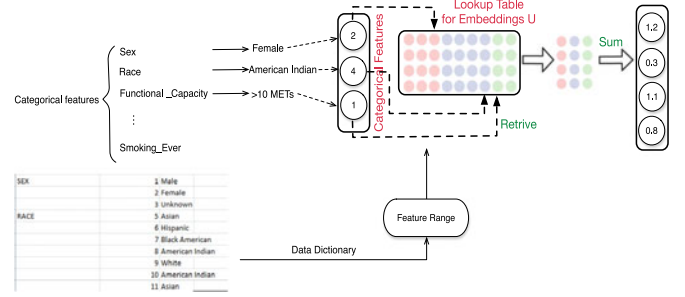 Lookup Table
for Embeddings U
Sex
Race
Functional_Capacity
Smoking_Ever
Categorical features
Female
American Indian
>10 METs
2
4
1
Categorical Features
Retrive
Sum
1.2
0.3
1.1
0.8
Feature Range
Data Dictionary
SEX 1 Male
2 Female
3 Unknown
RACE 5 Asian
6 Hispanic
7 Black American
8 American Indian
9 White
10 American Indian
11 Asian